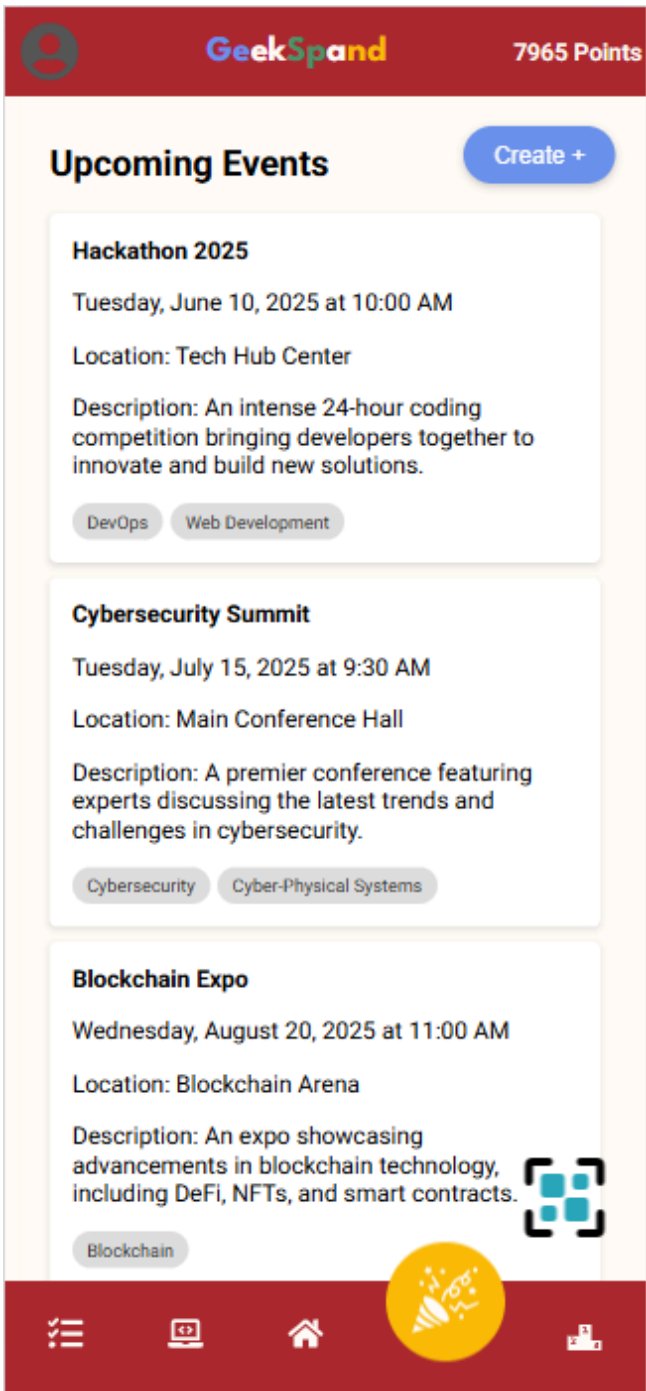 GeekSpand
7965 Points
Upcoming Events
Create +
Hackathon 2025
Tuesday, June 10, 2025 at 10:00 AM
Location: Tech Hub Center
Description: An intense 24-hour coding
competition bringing developers together to
innovate and build new solutions.
DevOps
Web Development
Cybersecurity Summit
Tuesday, July 15, 2025 at 9:30 AM
Location: Main Conference Hall
Description: A premier conference featuring
experts discussing the latest trends and
challenges in cybersecurity.
Cybersecurity
Cyber-Physical Systems
Blockchain Expo
Wednesday, August 20, 2025 at 11:00 AM
Location: Blockchain Arena
Description: An expo showcasing
advancements in blockchain technology,
including DeFi, NFTs, and smart contracts.
Blockchain